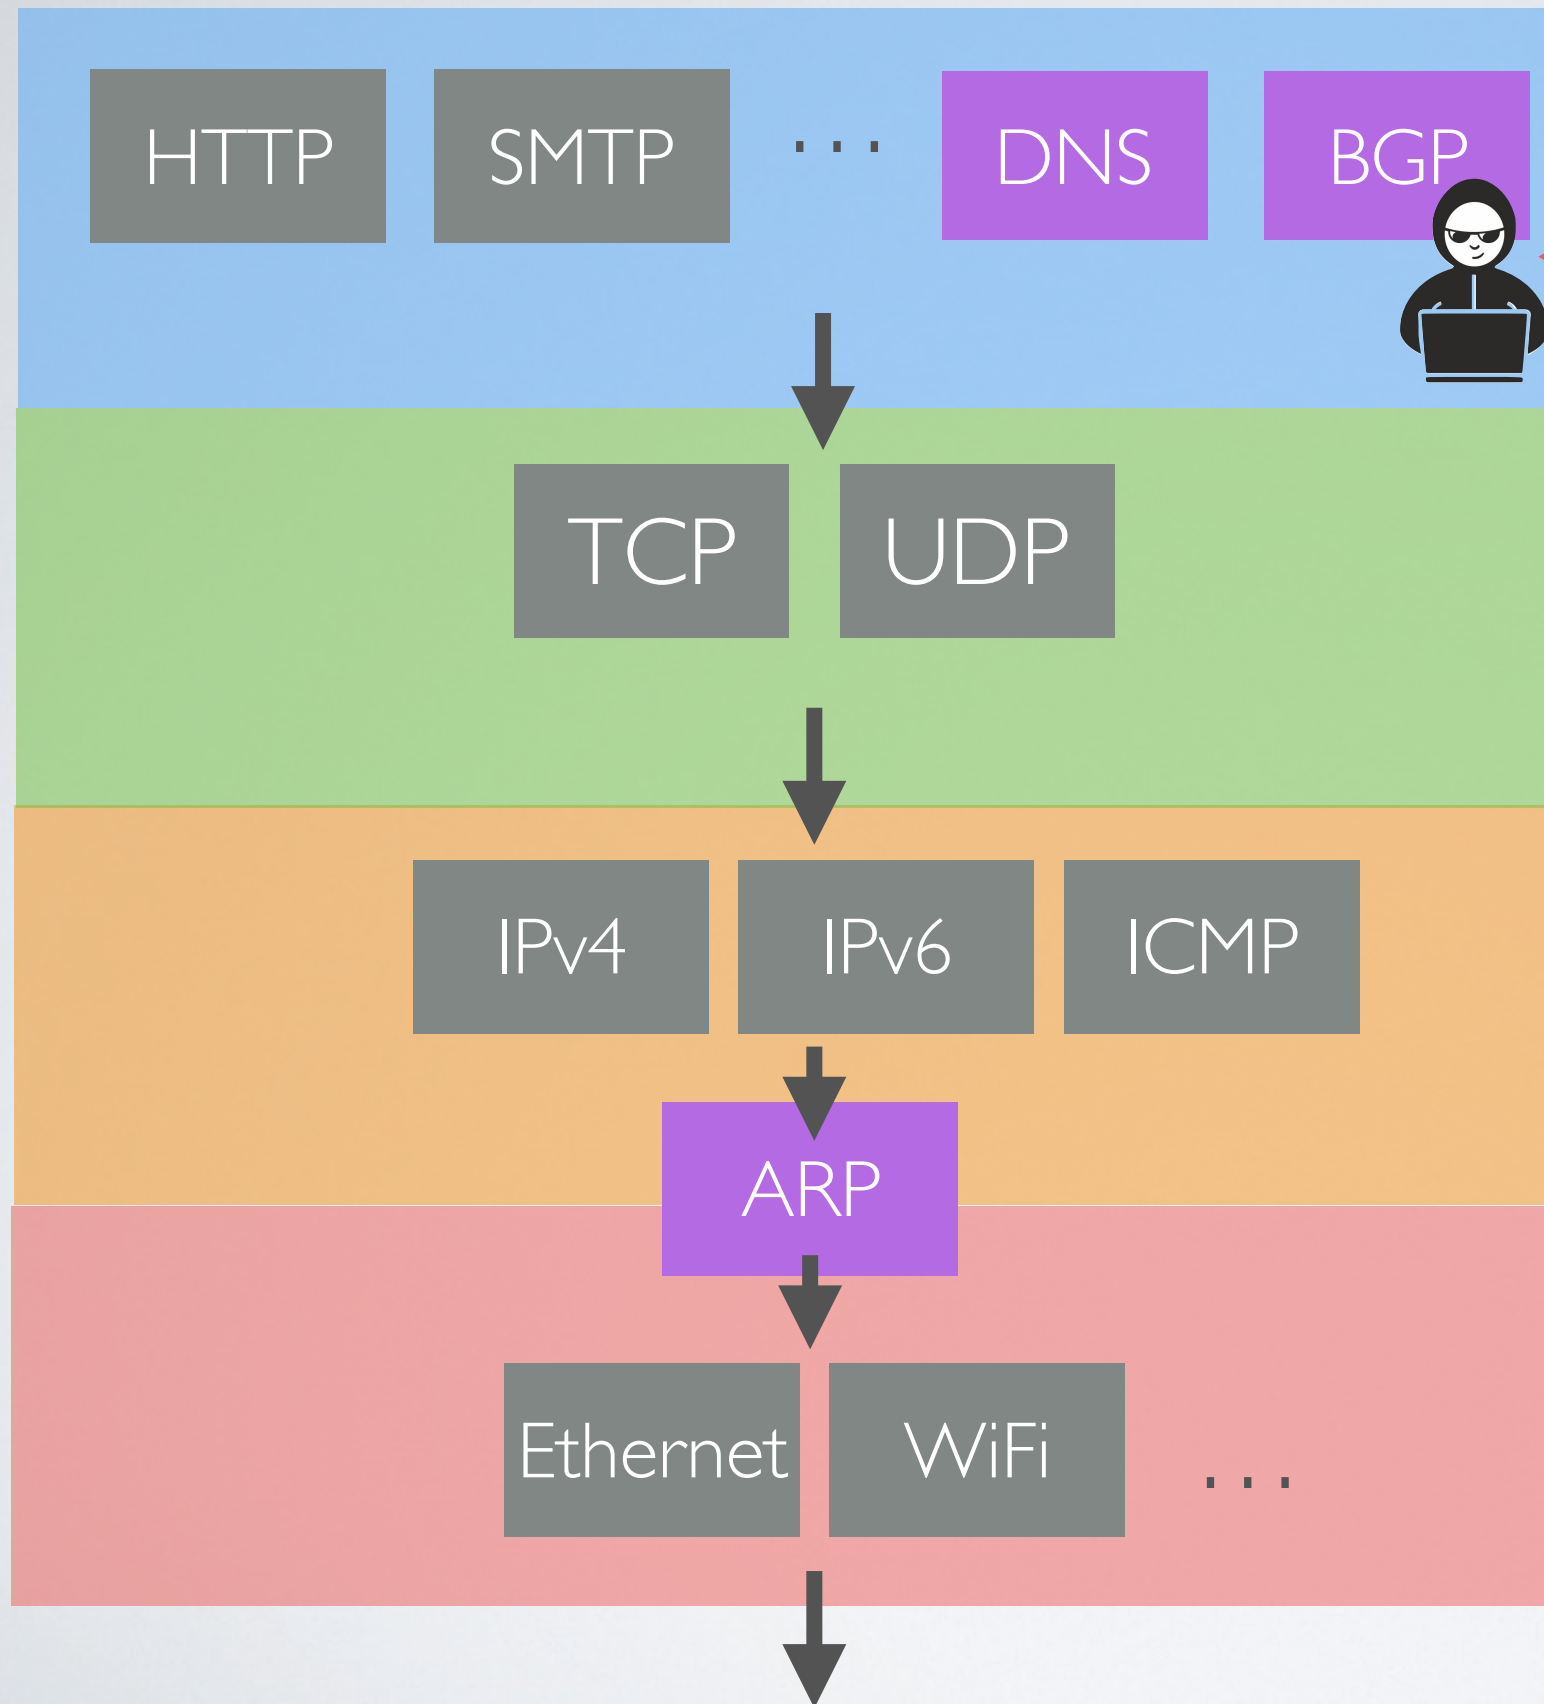 HTTP SMTP ... DNS BGP
TCP UDP
IPv4 IPv6 ICMP
ARP
Ethernet WiFi ...